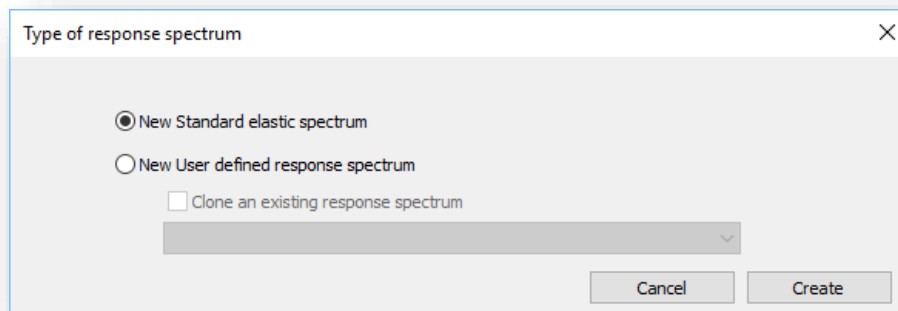 Type of response spectrum
New Standard elastic spectrum
New User defined response spectrum
Clone an existing response spectrum
Cancel Create